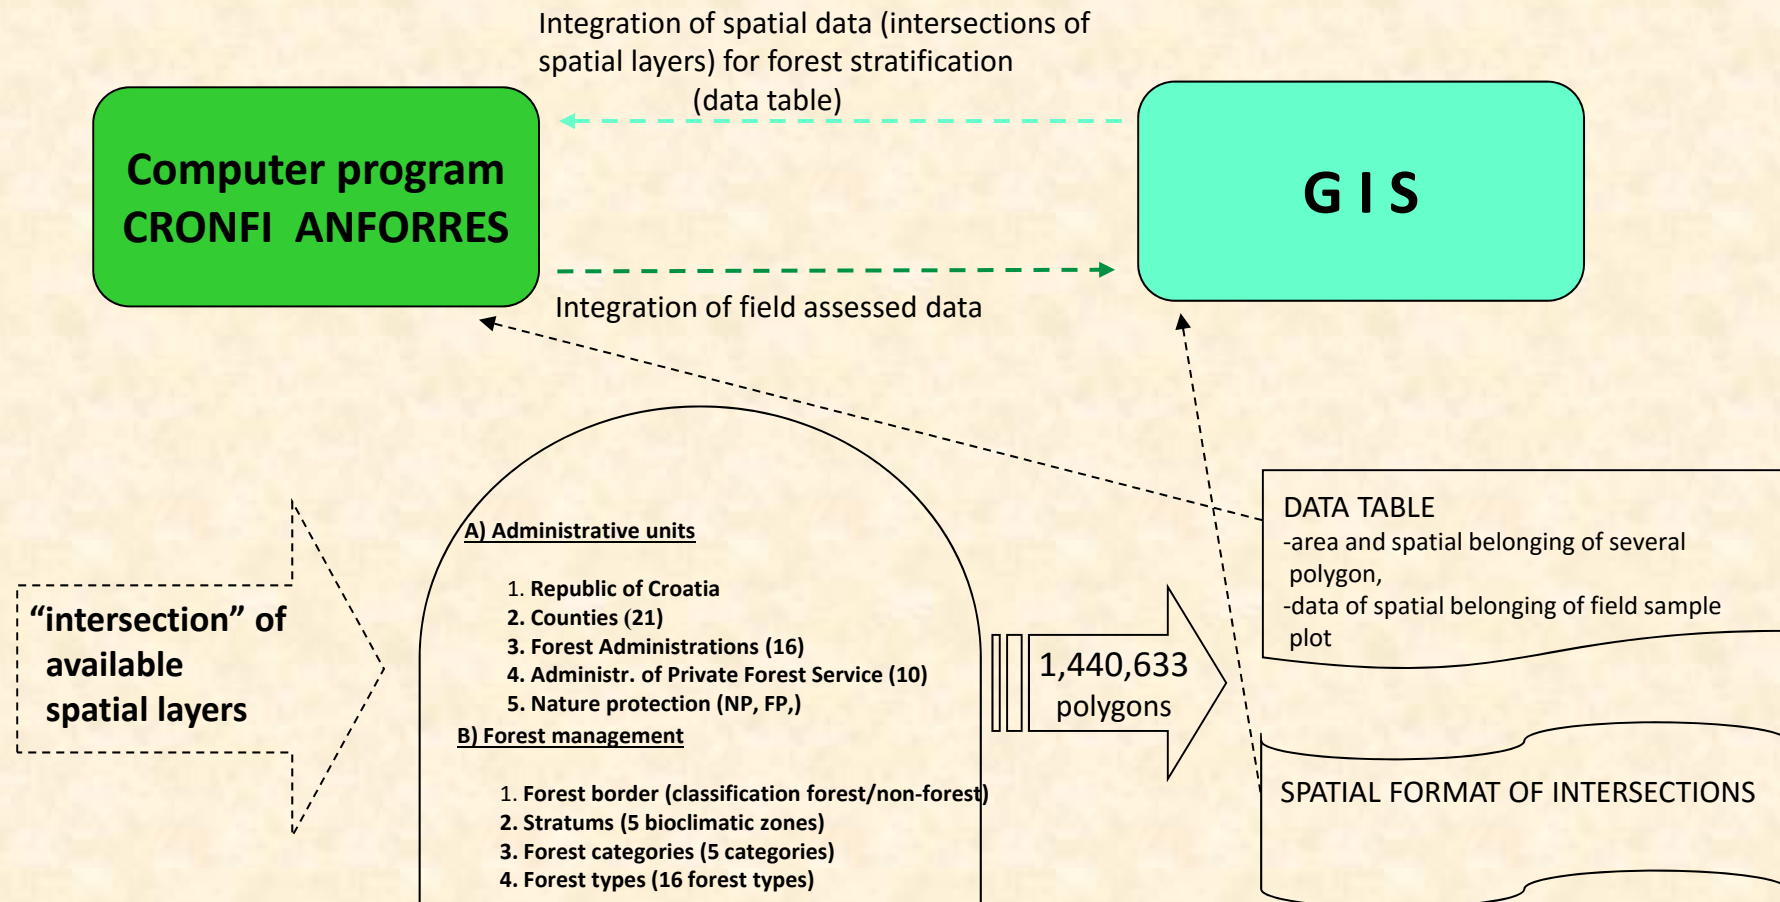 Integration of spatial data (intersections of
spatial layers) for forest stratification
(data table)
Computer program
CRONFI ANFORRES
G I S
Integration of field assessed data
“intersection” of
available
spatial layers
A) Administrative units
1. Republic of Croatia
2. Counties (21)
3. Forest Administrations (16)
4. Administr. of Private Forest Service (10)
5. Nature protection (NP, FP,)
B) Forest management
1. Forest border (classification forest/non-forest)
2. Stratums (5 bioclimatic zones)
3. Forest categories (5 categories)
4. Forest types (16 forest types)
1,440,633
polygons
DATA TABLE
-area and spatial belonging of several
polygon,
-data of spatial belonging of field sample
plot
SPATIAL FORMAT OF INTERSECTIONS